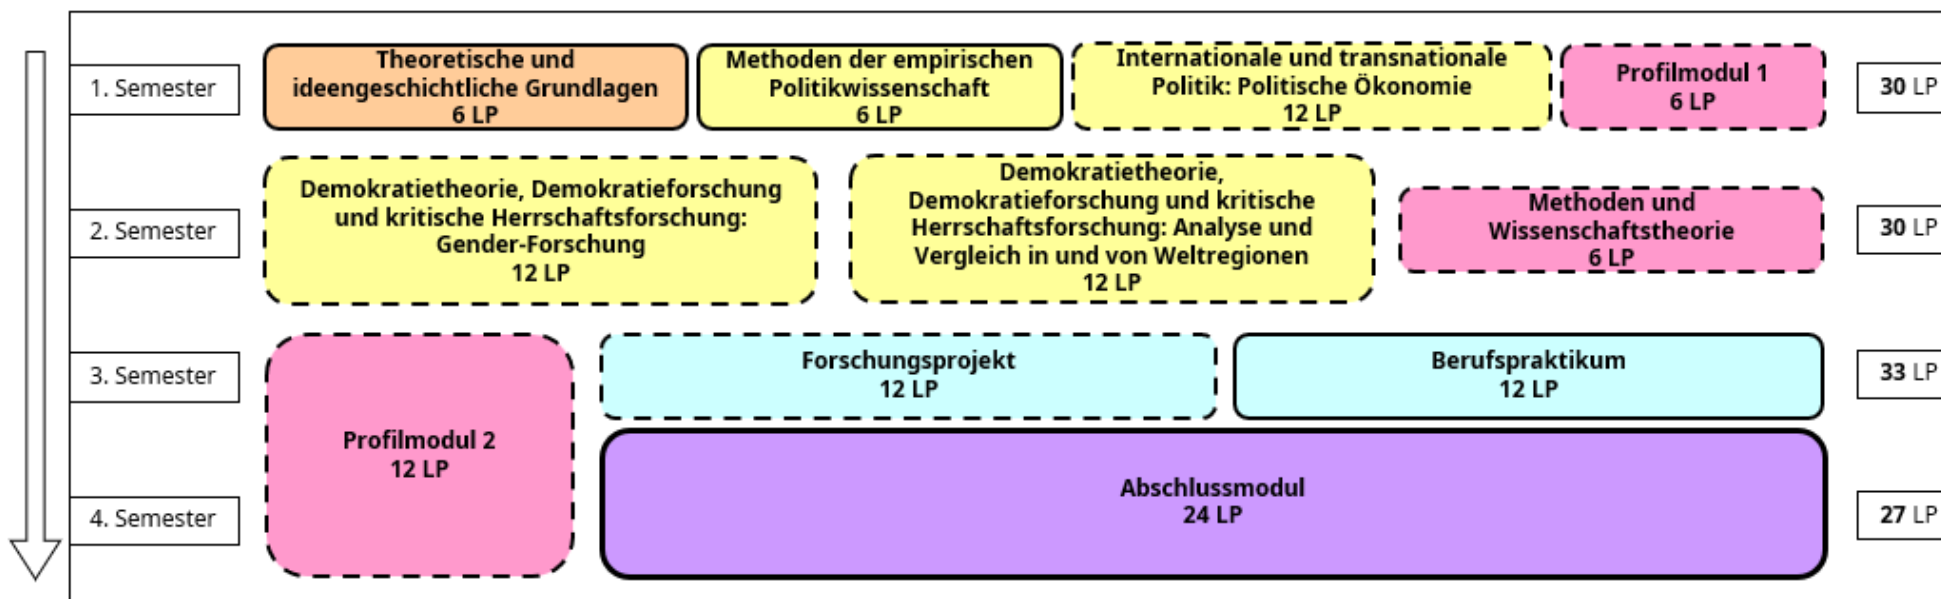 1. Semester
Theoretische und
ideengeschichtliche Grundlagen
6 LP
Methoden der empirischen
Politikwissenschaft
6 LP
Internationale und transnationale
Politik: Politische Ökonomie
12 LP
Profilmodul 1
6 LP
30 LP
2. Semester
Demokratietheorie, Demokratieforschung
und kritische Herrschaftsforschung:
Gender-Forschung
12 LP
Demokratietheorie,
Demokratieforschung und kritische
Herrschaftsforschung: Analyse und
Vergleich in und von Weltregionen
12 LP
Methoden und
Wissenschaftstheorie
6 LP
30 LP
3. Semester
Profilmodul 2
12 LP
Forschungsprojekt
12 LP
Berufspraktikum
12 LP
33 LP
4. Semester
Abschlussmodul
24 LP
27 LP